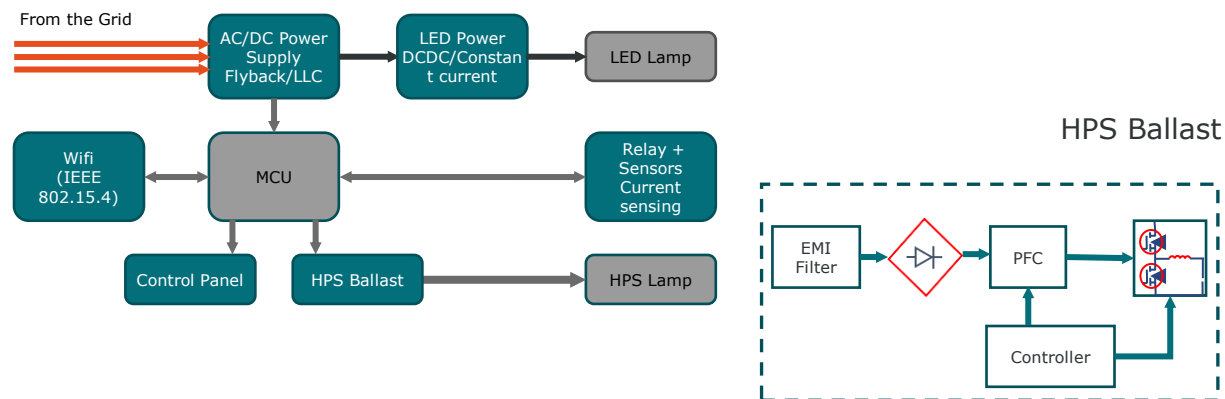 From the Grid
AC/DC Power
Supply
Flyback/LLC
LED Power
DCDC/Constan
t current
LED Lamp
HPS Ballast
Wifi
(IEEE
802.15.4)
MCU
Relay +
Sensors
Current
sensing
Control Panel
HPS Ballast
HPS Lamp
EMI
Filter
PFC
Controller